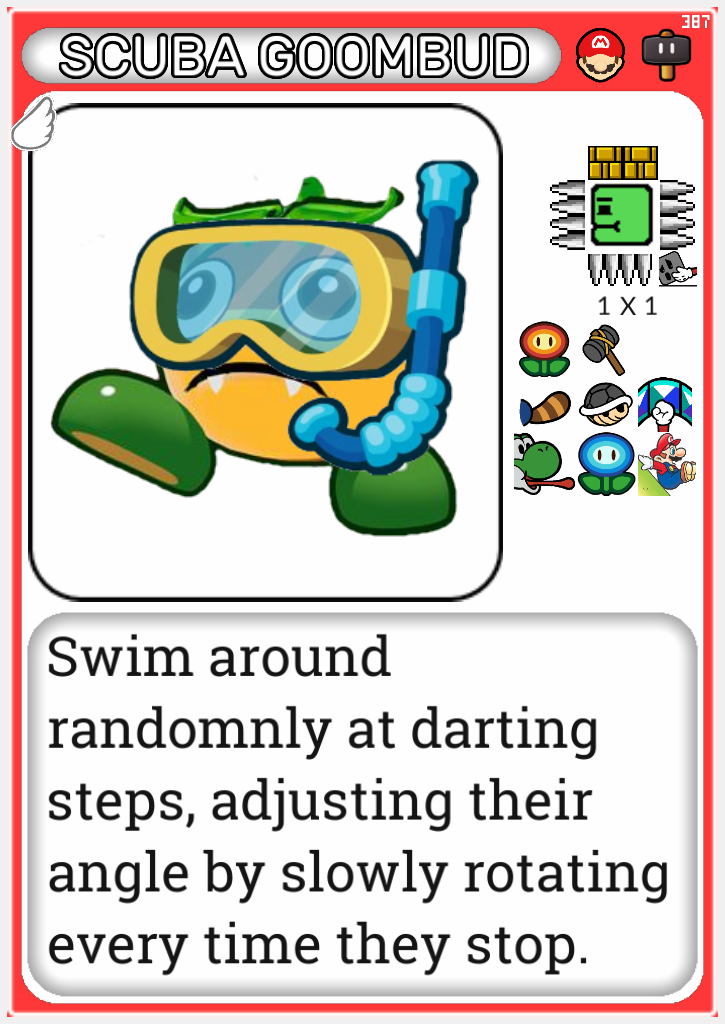 387
SCUBA GOOMBUD
1 X 1
Swim around
randomnly at darting
steps, adjusting their
angle by slowly rotating
every time they stop.